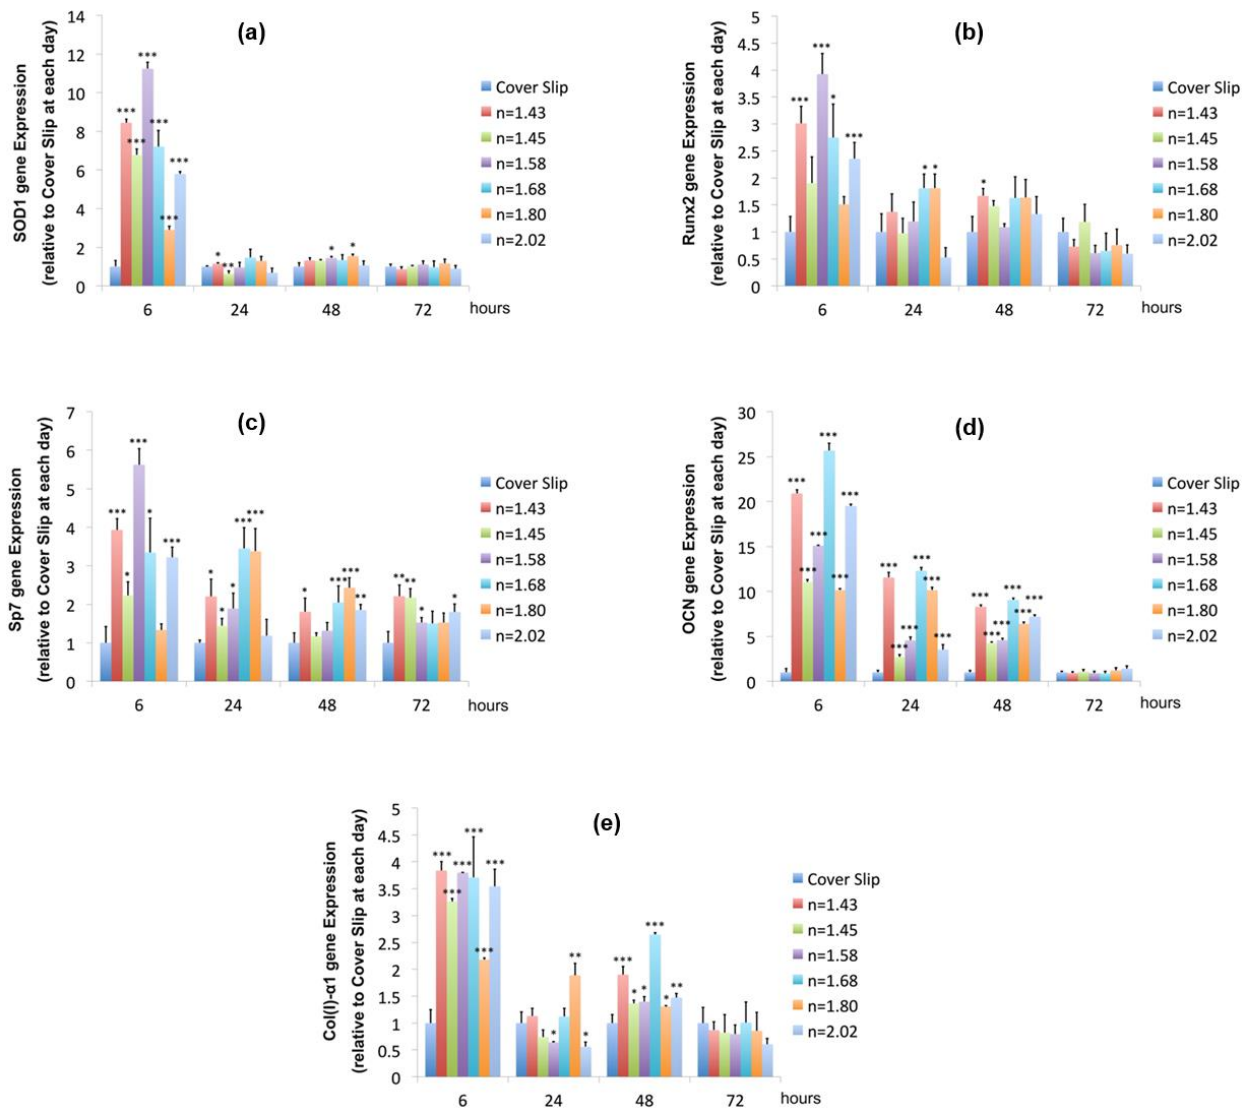 (a)
SOD1 gene Expression
(relative to Cover Slip at each day)
14
12
10
8
6
4
2
0
*** *** *** *** *** ***
* ** * *
6 24 48 72 hours
Cover Slip
n=1.43
n=1.45
n=1.58
n=1.68
n=1.80
n=2.02
(b)
Runx2 gene Expression
(relative to Cover Slip at each day)
5
4.5
4
3.5
3
2.5
2
1.5
1
0.5
0
*** *** * ***
* * *
6 24 48 72 hours
Cover Slip
n=1.43
n=1.45
n=1.58
n=1.68
n=1.80
n=2.02
(c)
Sp7 gene Expression
(relative to Cover Slip at each day)
7
6
5
4
3
2
1
0
*** * *** * ***
* * * *** ***
* *** *** **
** ** * *
6 24 48 72 hours
Cover Slip
n=1.43
n=1.45
n=1.58
n=1.68
n=1.80
n=2.02
(d)
OCN gene Expression
(relative to Cover Slip at each day)
30
25
20
15
10
5
0
*** *** *** *** *** ***
*** *** *** *** *** ***
*** *** *** *** *** ***
6 24 48 72 hours
Cover Slip
n=1.43
n=1.45
n=1.58
n=1.68
n=1.80
n=2.02
(e)
Col(I)-α1 gene Expression
(relative to Cover Slip at each day)
5
4.5
4
3.5
3
2.5
2
1.5
1
0.5
0
*** *** *** *** *** ***
* ** *
*** * * *** * **
6 24 48 72 hours
Cover Slip
n=1.43
n=1.45
n=1.58
n=1.68
n=1.80
n=2.02